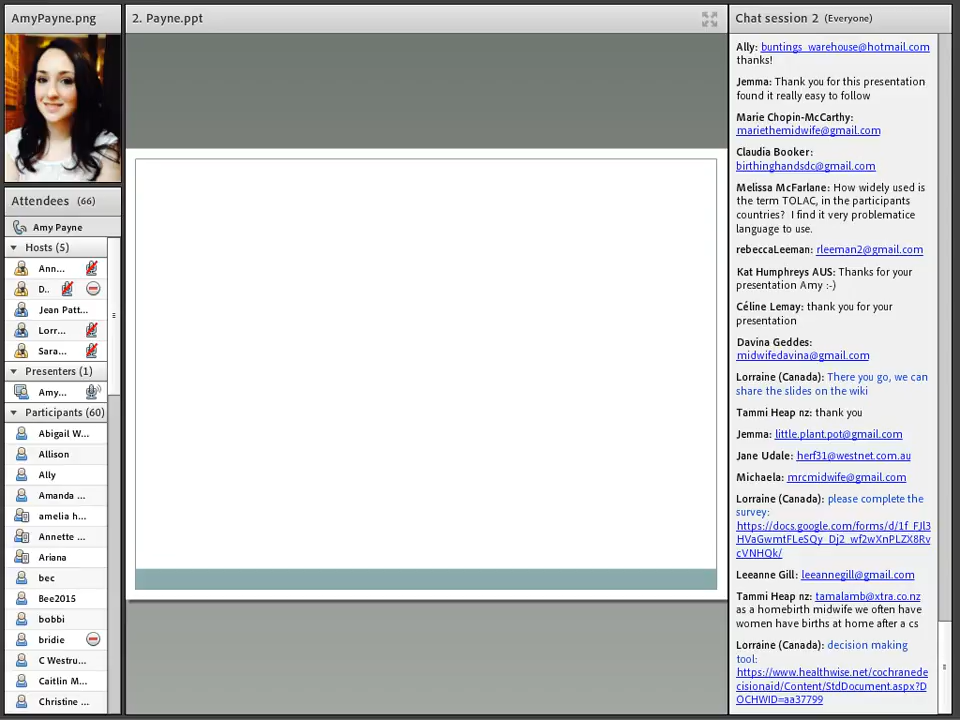 AmyPayne.png
Attendees (66)
Amy Payne
Hosts (5)
Ann...
D..
Jean Patt...
Lorr...
Sara...
Presenters (1)
Amy...
Participants (60)
Abigail W...
Allison
Ally
Amanda ...
amelia h...
Annette ...
Ariana
bec
Bee2015
bobbi
bridie
C Westru...
Caitlin M...
Christine ...
2. Payne.ppt
Chat session 2 (Everyone)
Ally: buntings_warehouse@hotmail.com
thanks!
Jemma: Thank you for this presentation
found it really easy to follow
Marie Chopin-McCarthy:
mariethemidwife@gmail.com
Claudia Booker:
birthinghandsdc@gmail.com
Melissa McFarlane: How widely used is
the term TOLAC, in the participants
countries? I find it very problematice
language to use.
rebeccaLeeman: rleeman2@gmail.com
Kat Humphreys AUS: Thanks for your
presentation Amy :-)
Céline Lemay: thank you for your
presentation
Davina Geddes:
midwifedavina@gmail.com
Lorraine (Canada): There you go, we can
share the slides on the wiki
Tammi Heap nz: thank you
Jemma: little.plant.pot@gmail.com
Jane Udale: herf31@westnet.com.au
Michaela: mrcmidwife@gmail.com
Lorraine (Canada): please complete the
survey:
https://docs.google.com/forms/d/1f_FJl3
HVaGwmtFLeSQy_Dj2_wf2wXnPLZX8Rv
cVNHQk/
Leeanne Gill: leeannegill@gmail.com
Tammi Heap nz: tamalamb@xtra.co.nz
as a homebirth midwife we often have
women have births at home after a cs
Lorraine (Canada): decision making
tool:
https://www.healthwise.net/cochranede
cisionaid/Content/StdDocument.aspx?D
OCHWID=aa37799